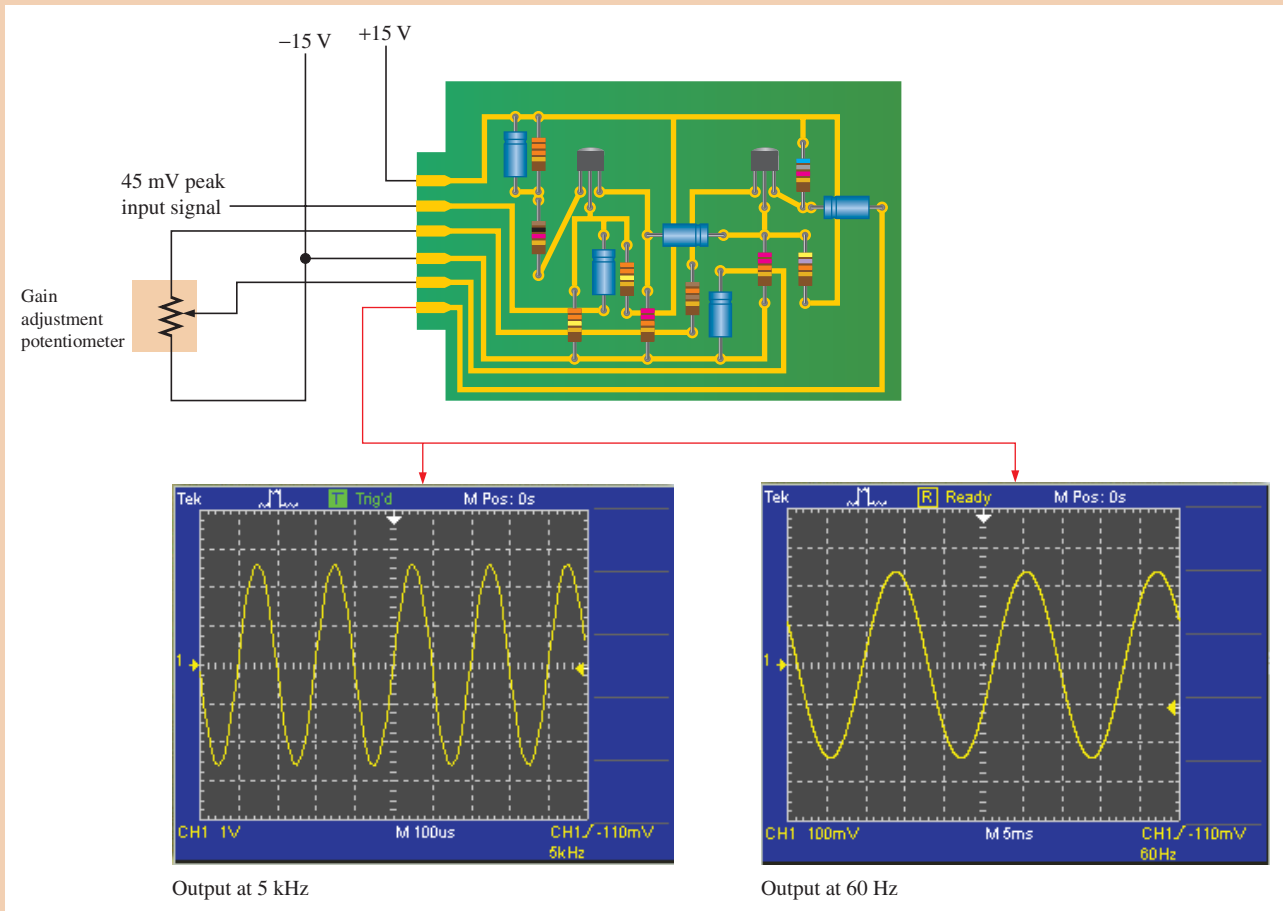 −15 V
+15 V
45 mV peak
input signal
Gain
adjustment
potentiometer
Tek
T
Trig'd
M Pos: 0s
1
CH1 1V
M 100us
CH1 / -110mV
5kHz
Output at 5 kHz
Tek
R
Ready
M Pos: 0s
1
CH1 100mV
M 5ms
CH1 / -110mV
60Hz
Output at 60 Hz